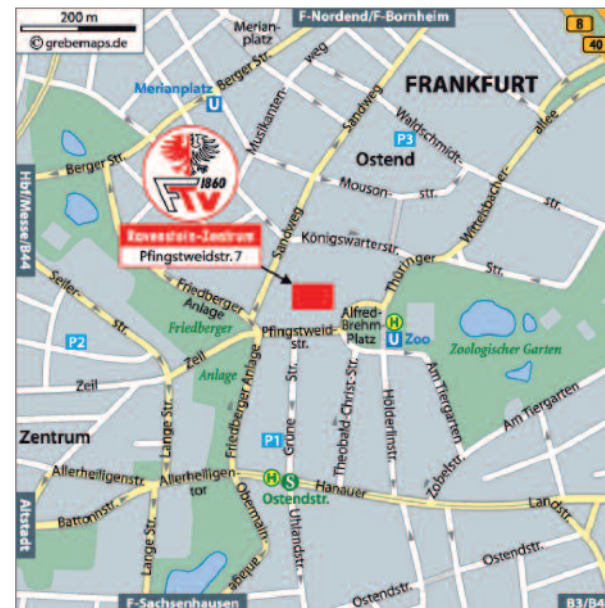 200 m
© grebemaps.de
F-Nordend/F-Bornheim
8
40
Merian-
platz
Berger Str.
Musikanten-
weg
Merianplatz
U
Sandweg
FRANKFURT
P3
Waldschmidt-
str.
Ostend
allee
Wittelsbacher-
Mouson-
str.
Berger Str.
Hbf/Messe/B44
1860
FTV
Ravenstein-Zentrum
Pfingstweidstr. 7
Sandweg
Königswarterstr.
Str.
Thüringer
Seiler-
str.
Friedberger
Anlage
Friedberger
Anlage
Pfingstweid-
str.
Alfred-
Brehm-
Platz
H
U Zoo
Zoologischer Garten
P2
Zeil
Zeil
Friedberger Anlage
Lange Str.
Am Tiergarten
Am Tiergarten
Grüne
Str.
Theobald-Christ-Str.
Hölderlinstr.
Zobelstr.
Zentrum
P1
Allerheiligenstr.
Allerheiligen-
tor
H S
Ostendstr.
Hanauer
Landstr.
Altstadt
Battonnstr.
Lange Str.
Obermain-
anlage
Uhlandstr.
Ostendstr.
Ostendstr.
F-Sachsenhausen
B3/B4